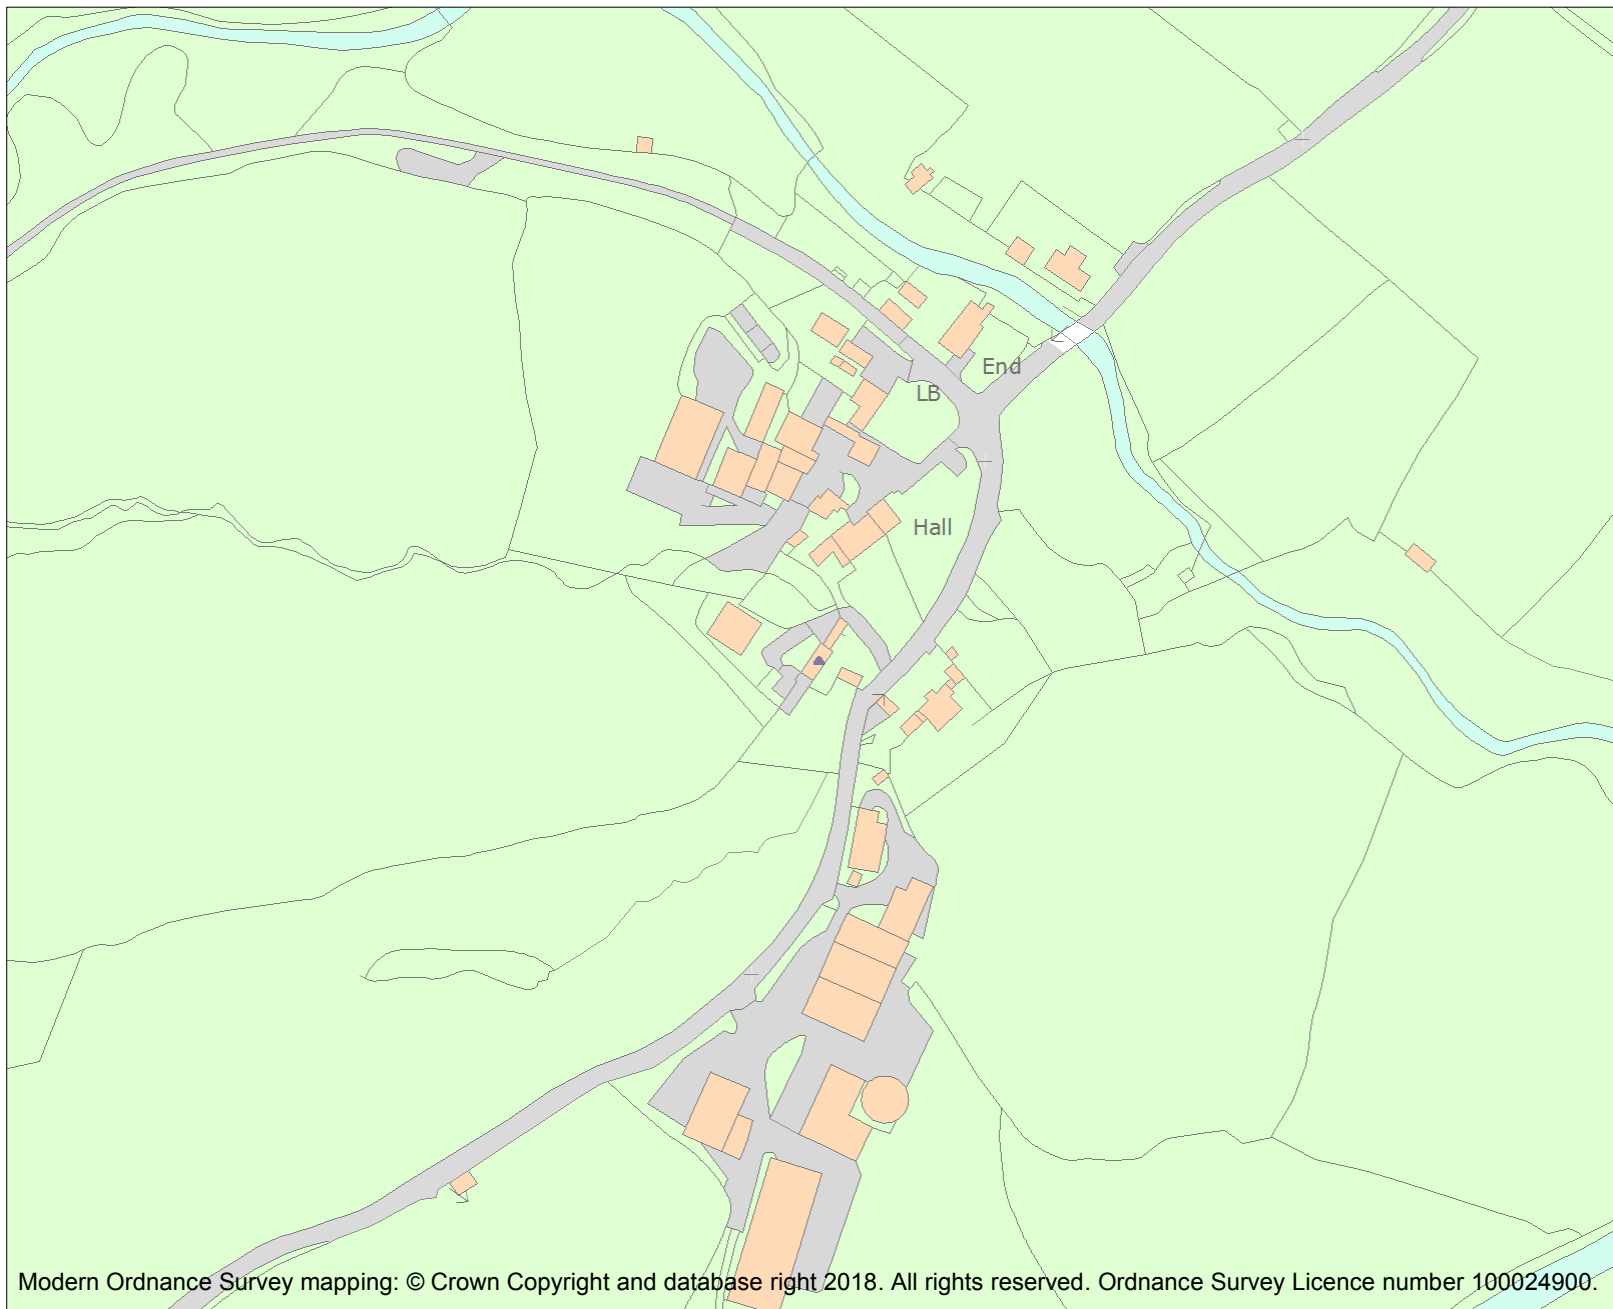 End
LB
Hall
Modern Ordnance Survey mapping: © Crown Copyright and database right 2018. All rights reserved. Ordnance Survey Licence number 100024900.